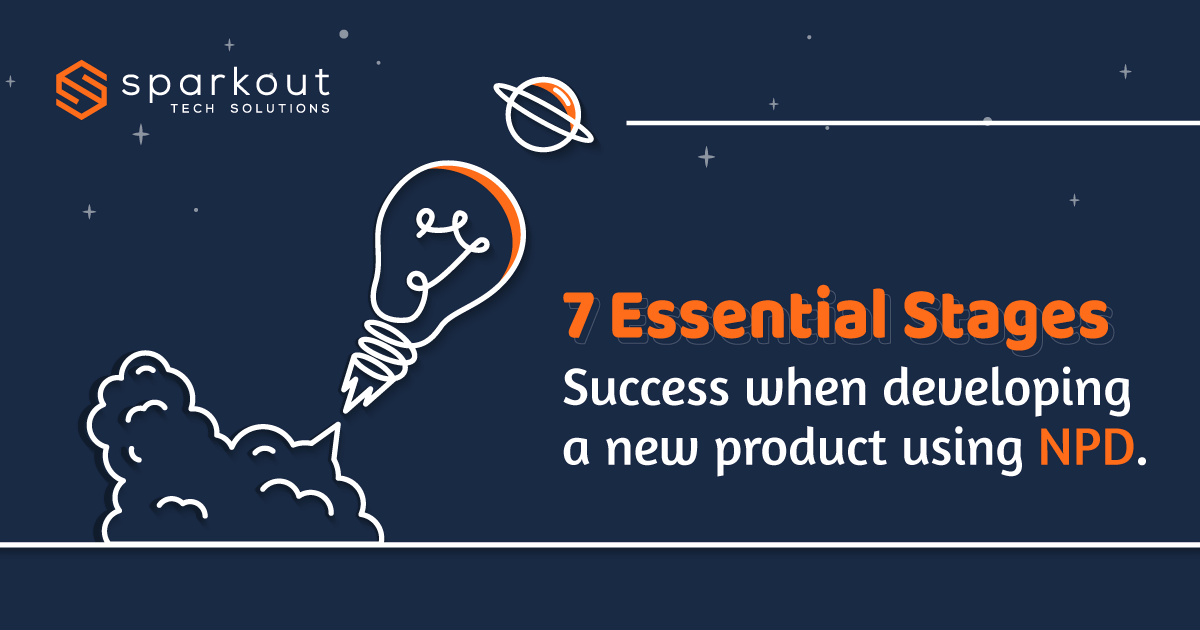 sparkout
TECH SOLUTIONS
7 Essential Stages
Success when developing
a new product using NPD.